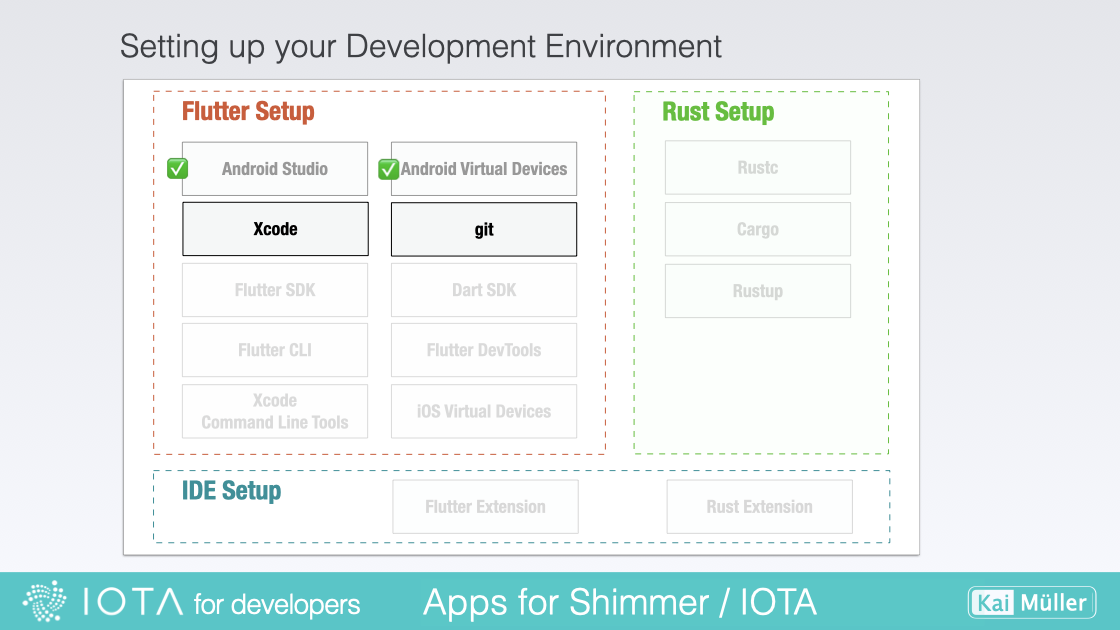 Setting up your Development Environment
Flutter Setup
Android Studio
Android Virtual Devices
Xcode
git
Flutter SDK
Dart SDK
Flutter CLI
Flutter DevTools
Xcode
Command Line Tools
iOS Virtual Devices
Rust Setup
Rustc
Cargo
Rustup
IDE Setup
Flutter Extension
Rust Extension
IOTA for developers
Apps for Shimmer / IOTA
Kai Müller